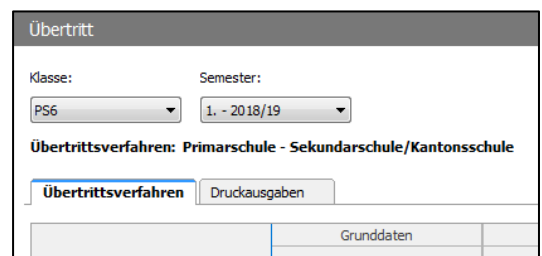 Übertritt
Klasse: Semester:
PS6 1. - 2018/19
Übertrittsverfahren: Primarschule - Sekundarschule/Kantonsschule
Übertrittsverfahren Druckausgaben
Grunddaten